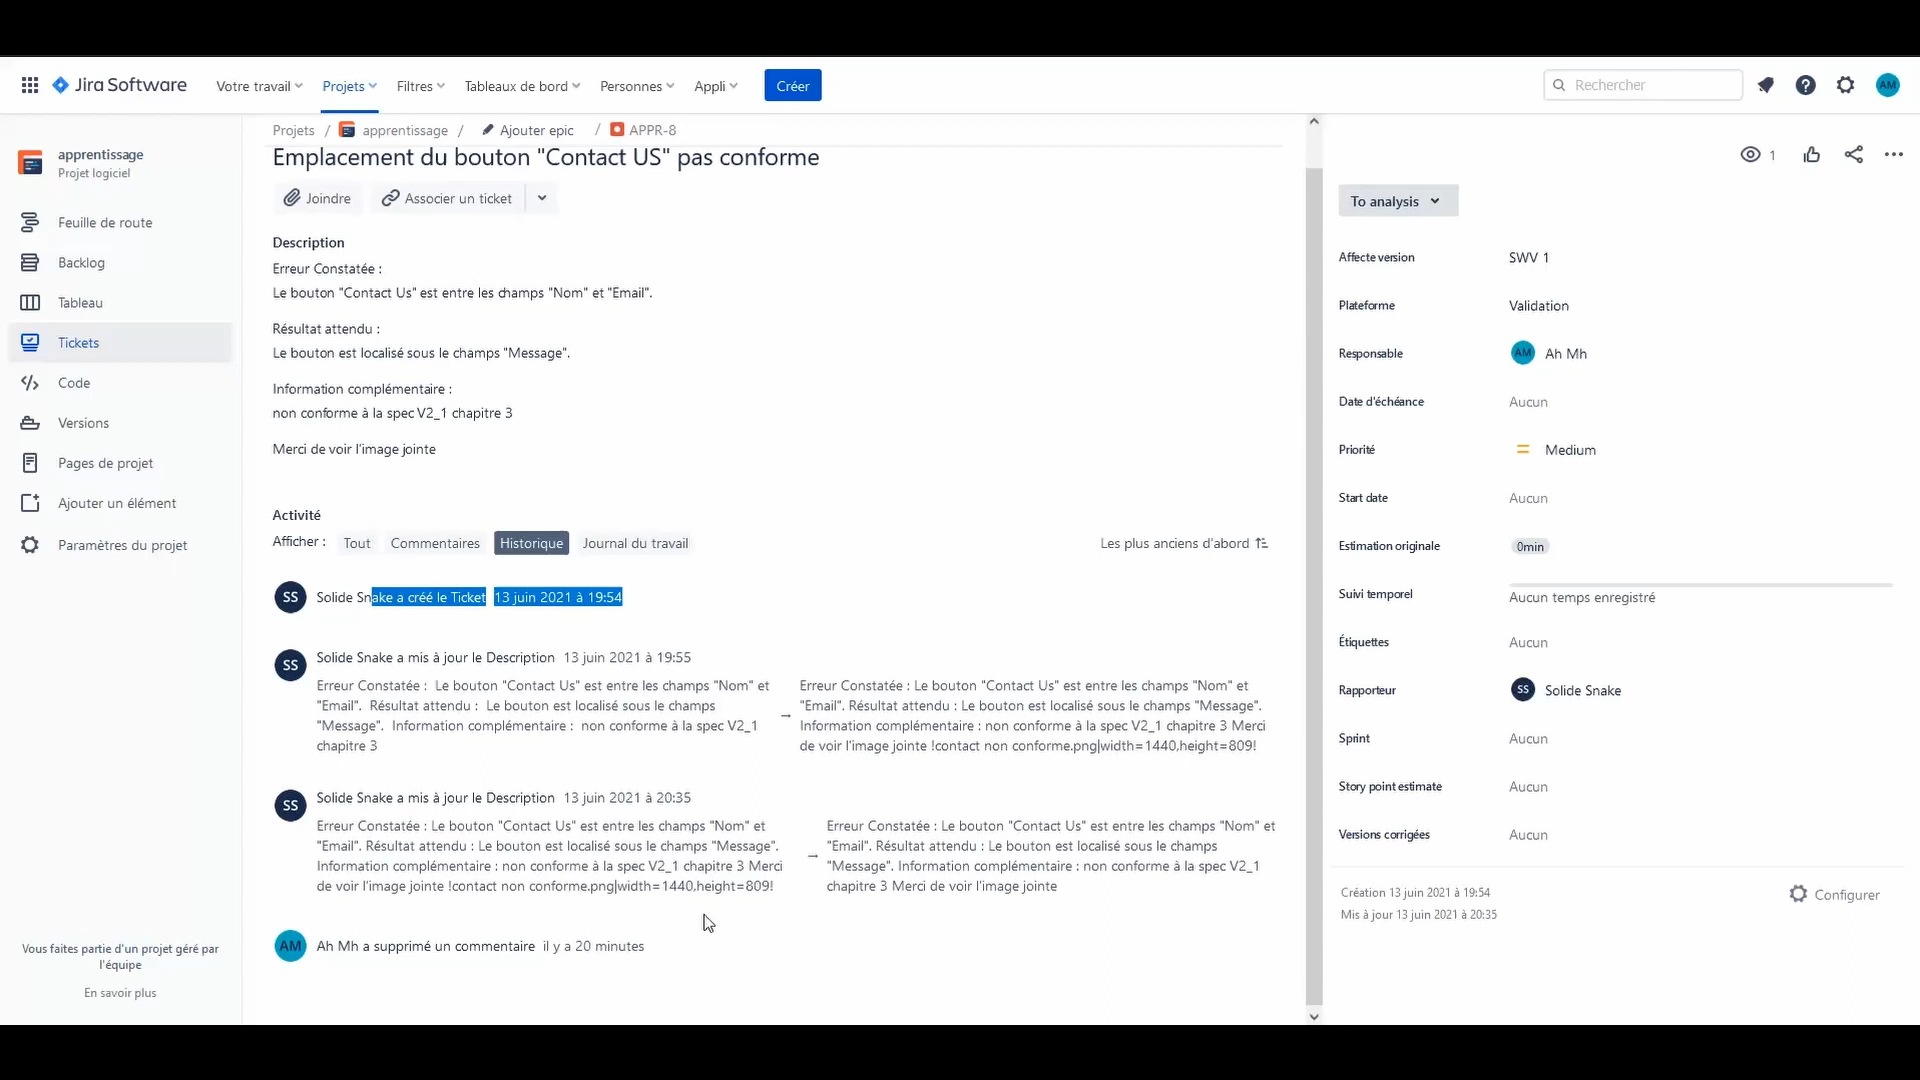 Jira Software
Votre travail
Projets
Filtres
Tableaux de bord
Personnes
Appli
Créer
Rechercher
AM
apprentissage
Projet logiciel
Feuille de route
Backlog
Tableau
Tickets
Code
Versions
Pages de projet
Ajouter un élément
Paramètres du projet
Vous faites partie d'un projet géré par
l'équipe
En savoir plus
Projets / apprentissage / Ajouter epic / APPR-8
Emplacement du bouton "Contact US" pas conforme
Joindre
Associer un ticket
Description
Erreur Constatée :
Le bouton "Contact Us" est entre les champs "Nom" et "Email".
Résultat attendu :
Le bouton est localisé sous le champs "Message".
Information complémentaire :
non conforme à la spec V2_1 chapitre 3
Merci de voir l'image jointe
Activité
Afficher : Tout Commentaires Historique Journal du travail
Les plus anciens d'abord
SS
Solide Snake a créé le Ticket 13 juin 2021 à 19:54
SS
Solide Snake a mis à jour le Description 13 juin 2021 à 19:55
Erreur Constatée : Le bouton "Contact Us" est entre les champs "Nom" et
"Email". Résultat attendu : Le bouton est localisé sous le champs
"Message". Information complémentaire : non conforme à la spec V2_1
chapitre 3
→
Erreur Constatée : Le bouton "Contact Us" est entre les champs "Nom" et
"Email". Résultat attendu : Le bouton est localisé sous le champs "Message".
Information complémentaire : non conforme à la spec V2_1 chapitre 3 Merci
de voir l'image jointe !contact non conforme.png|width=1440,height=809!
SS
Solide Snake a mis à jour le Description 13 juin 2021 à 20:35
Erreur Constatée : Le bouton "Contact Us" est entre les champs "Nom" et
"Email". Résultat attendu : Le bouton est localisé sous le champs "Message".
Information complémentaire : non conforme à la spec V2_1 chapitre 3 Merci
de voir l'image jointe !contact non conforme.png|width=1440,height=809!
→
Erreur Constatée : Le bouton "Contact Us" est entre les champs "Nom" et
"Email". Résultat attendu : Le bouton est localisé sous le champs
"Message". Information complémentaire : non conforme à la spec V2_1
chapitre 3 Merci de voir l'image jointe
AM
Ah Mh a supprimé un commentaire il y a 20 minutes
1
To analysis
Affecte version SWV 1
Plateforme Validation
Responsable AM Ah Mh
Date d'échéance Aucun
Priorité Medium
Start date Aucun
Estimation originale 0min
Suivi temporel Aucun temps enregistré
Étiquettes Aucun
Rapporteur SS Solide Snake
Sprint Aucun
Story point estimate Aucun
Versions corrigées Aucun
Création 13 juin 2021 à 19:54
Mis à jour 13 juin 2021 à 20:35
Configurer